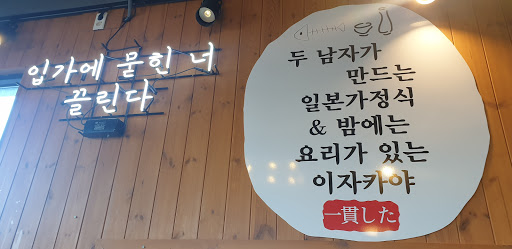 입가에 묻힌 너
끌린다
두 남자가
만드는
일본가정식
& 밤에는
요리가 있는
이자카야
一貫した